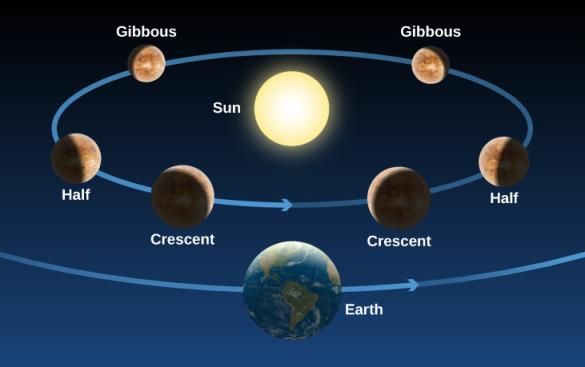 Gibbous
Gibbous
Sun
Half
Half
Crescent
Crescent
Earth